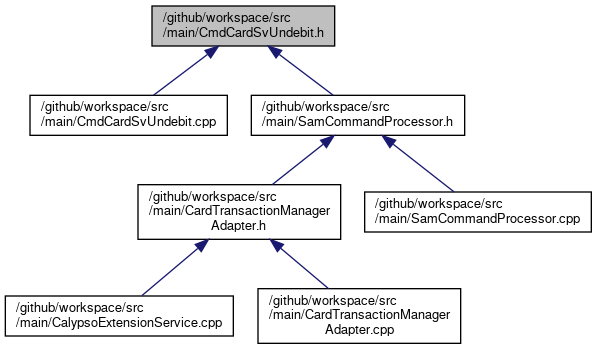 /github/workspace/src
/main/CmdCardSvUndebit.h
/github/workspace/src
/main/CmdCardSvUndebit.cpp
/github/workspace/src
/main/SamCommandProcessor.h
/github/workspace/src
/main/CardTransactionManager
Adapter.h
/github/workspace/src
/main/SamCommandProcessor.cpp
/github/workspace/src
/main/CalypsoExtensionService.cpp
/github/workspace/src
/main/CardTransactionManager
Adapter.cpp